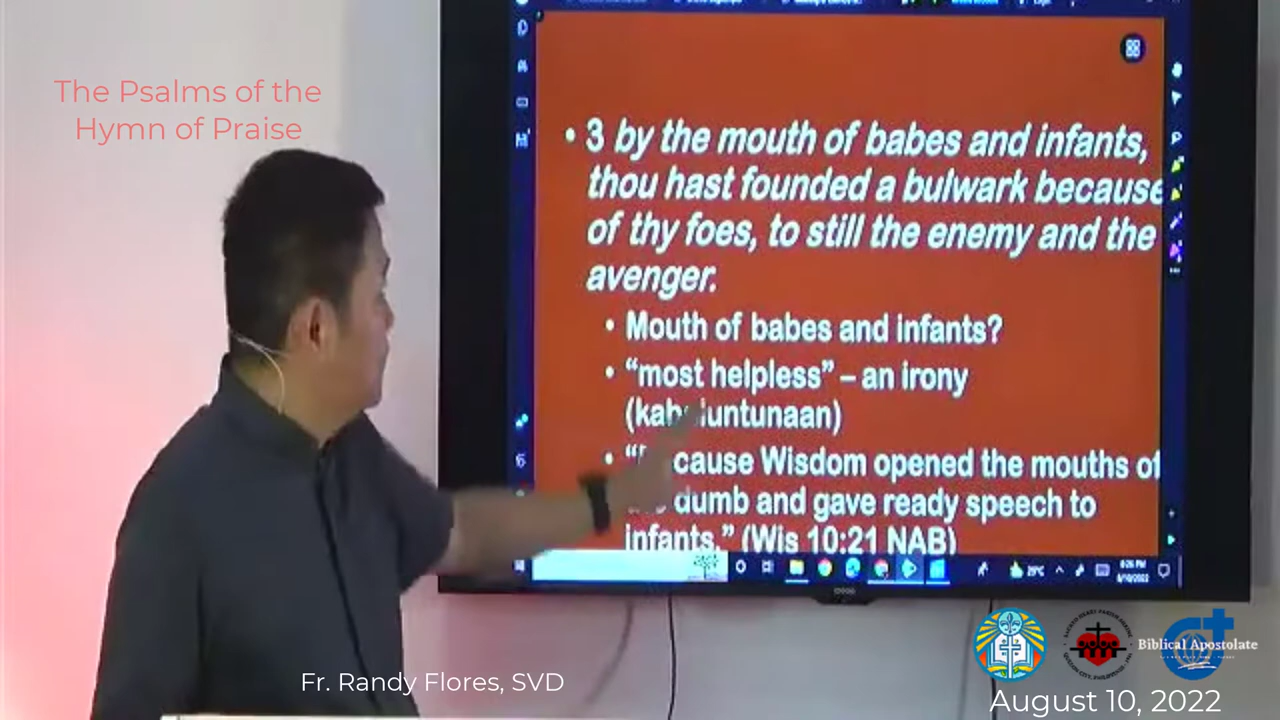 The Psalms of the
Hymn of Praise
• 3 by the mouth of babes and infants,
thou hast founded a bulwark because
of thy foes, to still the enemy and the
avenger.
• Mouth of babes and infants?
• “most helpless” – an irony
• cause Wisdom opened the mouths of
dumb and gave ready speech to
infants.” (Wis 10:21 NAB)
Fr. Randy Flores, SVD
Biblical Apostolate
August 10, 2022